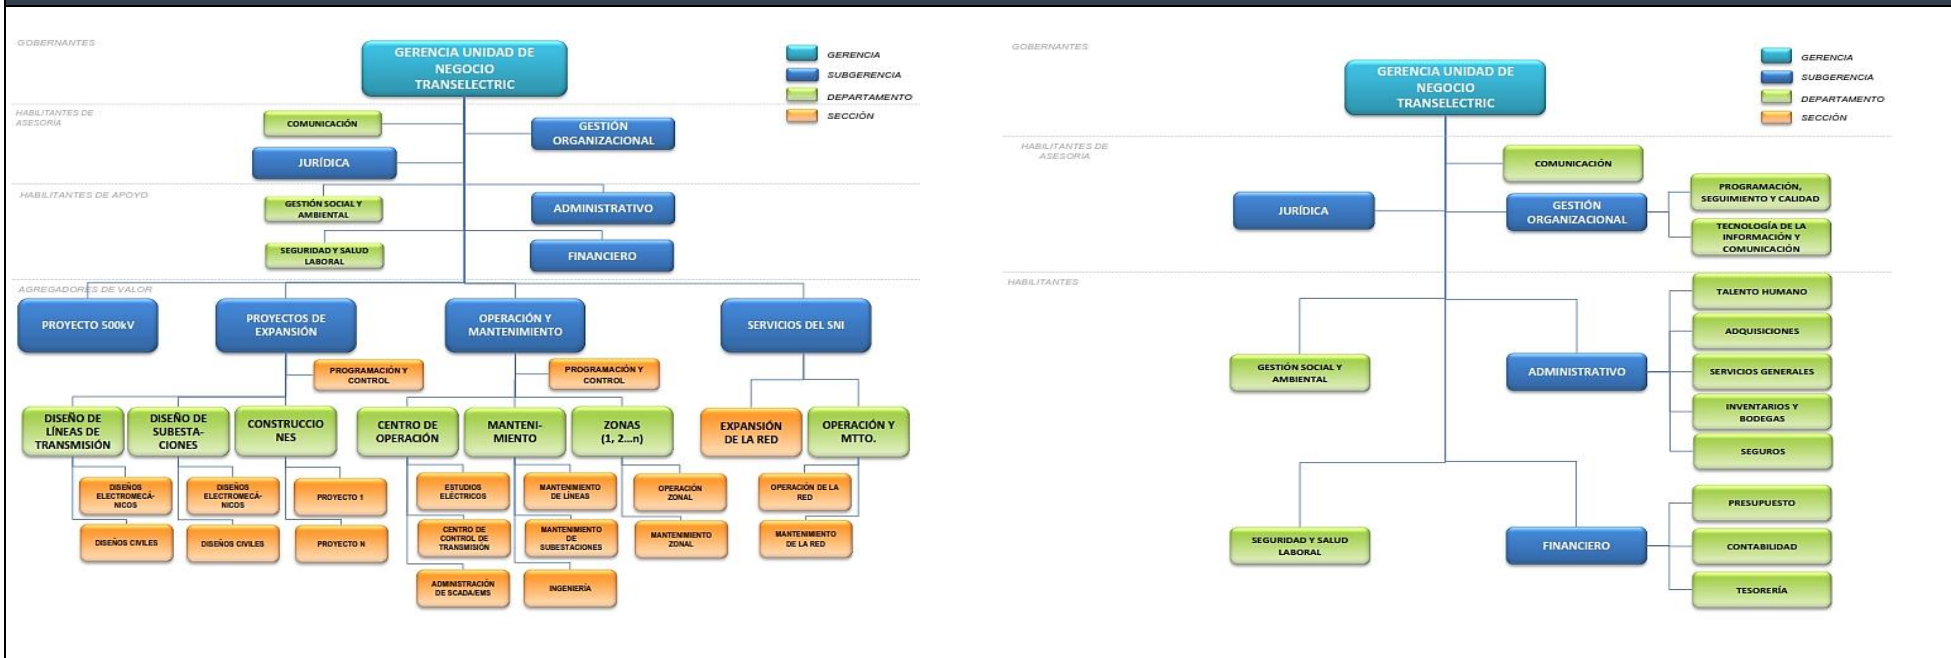 GOBERNANTES
GERENCIA UNIDAD DE
NEGOCIO
TRANSELECTRIC
GERENCIA
SUBGERENCIA
DEPARTAMENTO
SECCIÓN
HABILITANTES DE
ASESORÍA
COMUNICACIÓN
GESTIÓN
ORGANIZACIONAL
JURÍDICA
HABILITANTES DE APOYO
GESTIÓN SOCIAL Y
AMBIENTAL
ADMINISTRATIVO
SEGURIDAD Y SALUD
LABORAL
FINANCIERO
AGREGADORES DE VALOR
PROYECTO 500kV
PROYECTOS DE
EXPANSIÓN
OPERACIÓN Y
MANTENIMIENTO
SERVICIOS DEL SNI
PROGRAMACIÓN Y
CONTROL
PROGRAMACIÓN Y
CONTROL
DISEÑO DE
LÍNEAS DE
TRANSMISIÓN
DISEÑO DE
SUBESTA-
CIONES
CONSTRUCCIO
NES
CENTRO DE
OPERACIÓN
MANTENI-
MIENTO
ZONAS
(1, 2...n)
EXPANSIÓN
DE LA RED
OPERACIÓN Y
MTTO.
DISEÑOS
ELECTROMECÁ-
NICOS
DISEÑOS
ELECTROMECÁ-
NICOS
PROYECTO 1
ESTUDIOS
ELÉCTRICOS
MANTENIMIENTO
DE LÍNEAS
OPERACIÓN
ZONAL
OPERACIÓN DE LA
RED
DISEÑOS CIVILES
DISEÑOS CIVILES
PROYECTO N
CENTRO DE
CONTROL DE
TRANSMISIÓN
MANTENIMIENTO
DE
SUBESTACIONES
MANTENIMIENTO
ZONAL
MANTENIMIENTO
DE LA RED
ADMINISTRACIÓN
DE SCADA/EMS
INGENIERÍA
GOBERNANTES
GERENCIA UNIDAD DE
NEGOCIO
TRANSELECTRIC
GERENCIA
SUBGERENCIA
DEPARTAMENTO
SECCIÓN
HABILITANTES DE
ASESORÍA
COMUNICACIÓN
JURÍDICA
GESTIÓN
ORGANIZACIONAL
PROGRAMACIÓN,
SEGUIMIENTO Y CALIDAD
TECNOLOGÍA DE LA
INFORMACIÓN Y
COMUNICACIÓN
HABILITANTES
TALENTO HUMANO
ADQUISICIONES
GESTIÓN SOCIAL Y
AMBIENTAL
ADMINISTRATIVO
SERVICIOS GENERALES
INVENTARIOS Y
BODEGAS
SEGUROS
PRESUPUESTO
SEGURIDAD Y SALUD
LABORAL
FINANCIERO
CONTABILIDAD
TESORERÍA